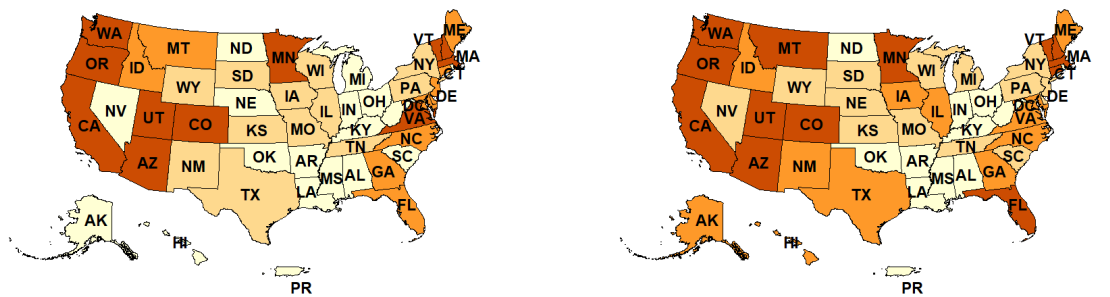 WA
ME
VT
MT
ND
MN
MA
OR
ID
WI
NY
SD
CT
MI
WY
PA
IA
DE
NE
OH
IN
DC
NV
IL
UT
CO
VA
CA
KS
MO
KY
NC
TN
OK
SC
AR
AZ
NM
GA
MS
AL
LA
TX
FL
AK
HI
PR
WA
ME
VT
MT
ND
MN
MA
OR
ID
WI
NY
SD
CT
MI
WY
PA
IA
DE
NE
OH
IN
DC
NV
IL
UT
CO
VA
CA
KS
MO
KY
NC
TN
OK
SC
AR
AZ
NM
GA
MS
AL
LA
TX
FL
AK
HI
PR